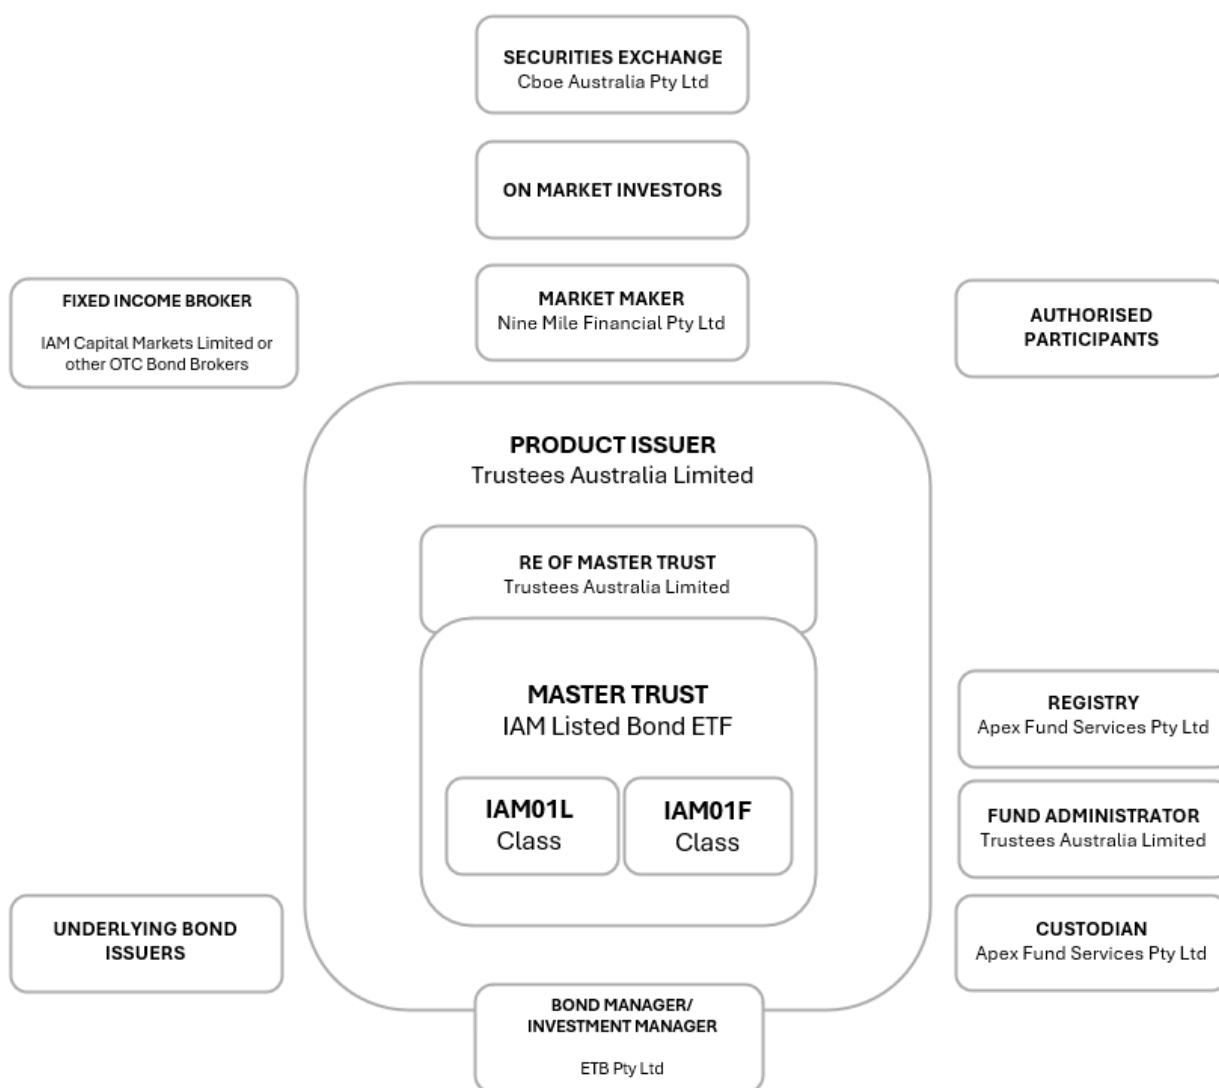 SECURITIES EXCHANGE
Cboe Australia Pty Ltd
ON MARKET INVESTORS
FIXED INCOME BROKER
IAM Capital Markets Limited or
other OTC Bond Brokers
MARKET MAKER
Nine Mile Financial Pty Ltd
AUTHORISED
PARTICIPANTS
PRODUCT ISSUER
Trustees Australia Limited
RE OF MASTER TRUST
Trustees Australia Limited
MASTER TRUST
IAM Listed Bond ETF
IAM01L
Class
IAM01F
Class
REGISTRY
Apex Fund Services Pty Ltd
FUND ADMINISTRATOR
Trustees Australia Limited
UNDERLYING BOND
ISSUERS
CUSTODIAN
Apex Fund Services Pty Ltd
BOND MANAGER/
INVESTMENT MANAGER
ETB Pty Ltd